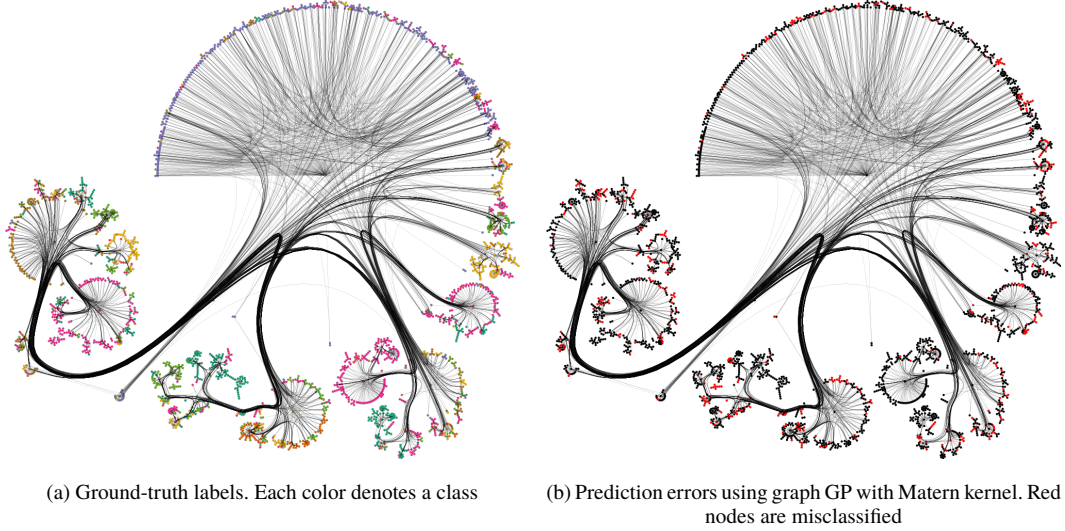 (a) Ground-truth labels. Each color denotes a class
(b) Prediction errors using graph GP with Matern kernel. Red
nodes are misclassified